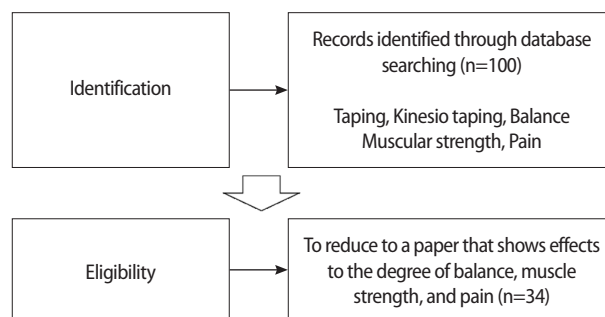 Identification
Records identified through database
searching (n=100)
Taping, Kinesio taping, Balance
Muscular strength, Pain
Eligibility
To reduce to a paper that shows effects
to the degree of balance, muscle
strength, and pain (n=34)